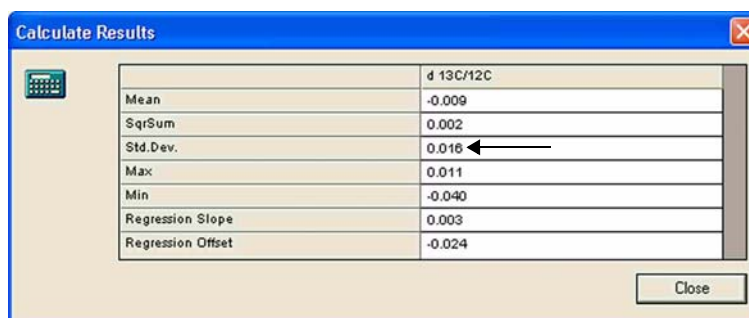 Calculate Results
d 13C/12C
Mean -0.009
SqrSum 0.002
Std.Dev. 0.016
Max 0.011
Min -0.040
Regression Slope 0.003
Regression Offset -0.024
Close